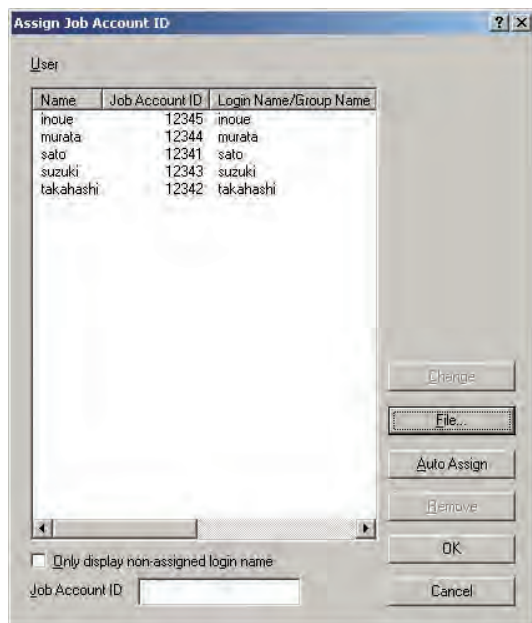 Assign Job Account ID
User
Name Job Account ID Login Name/Group Name
inoue 12345 inoue
murata 12344 murata
sato 12341 sato
suzuki 12343 suzuki
takahashi 12342 takahashi
Change
File...
Auto Assign
Remove
OK
Cancel
Only display non-assigned login name
Job Account ID